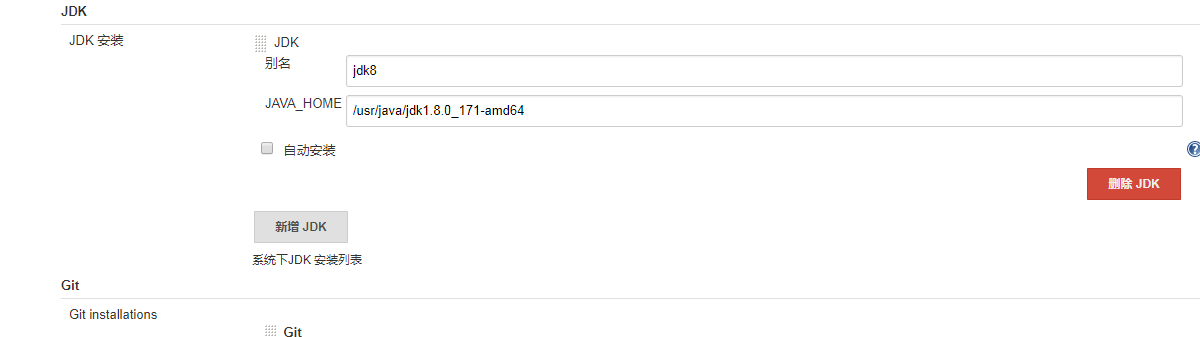 JDK
JDK 安装
JDK
别名
jdk8
JAVA_HOME
/usr/java/jdk1.8.0_171-amd64
自动安装
?
删除 JDK
新增 JDK
系统下JDK 安装列表
Git
Git installations
Git